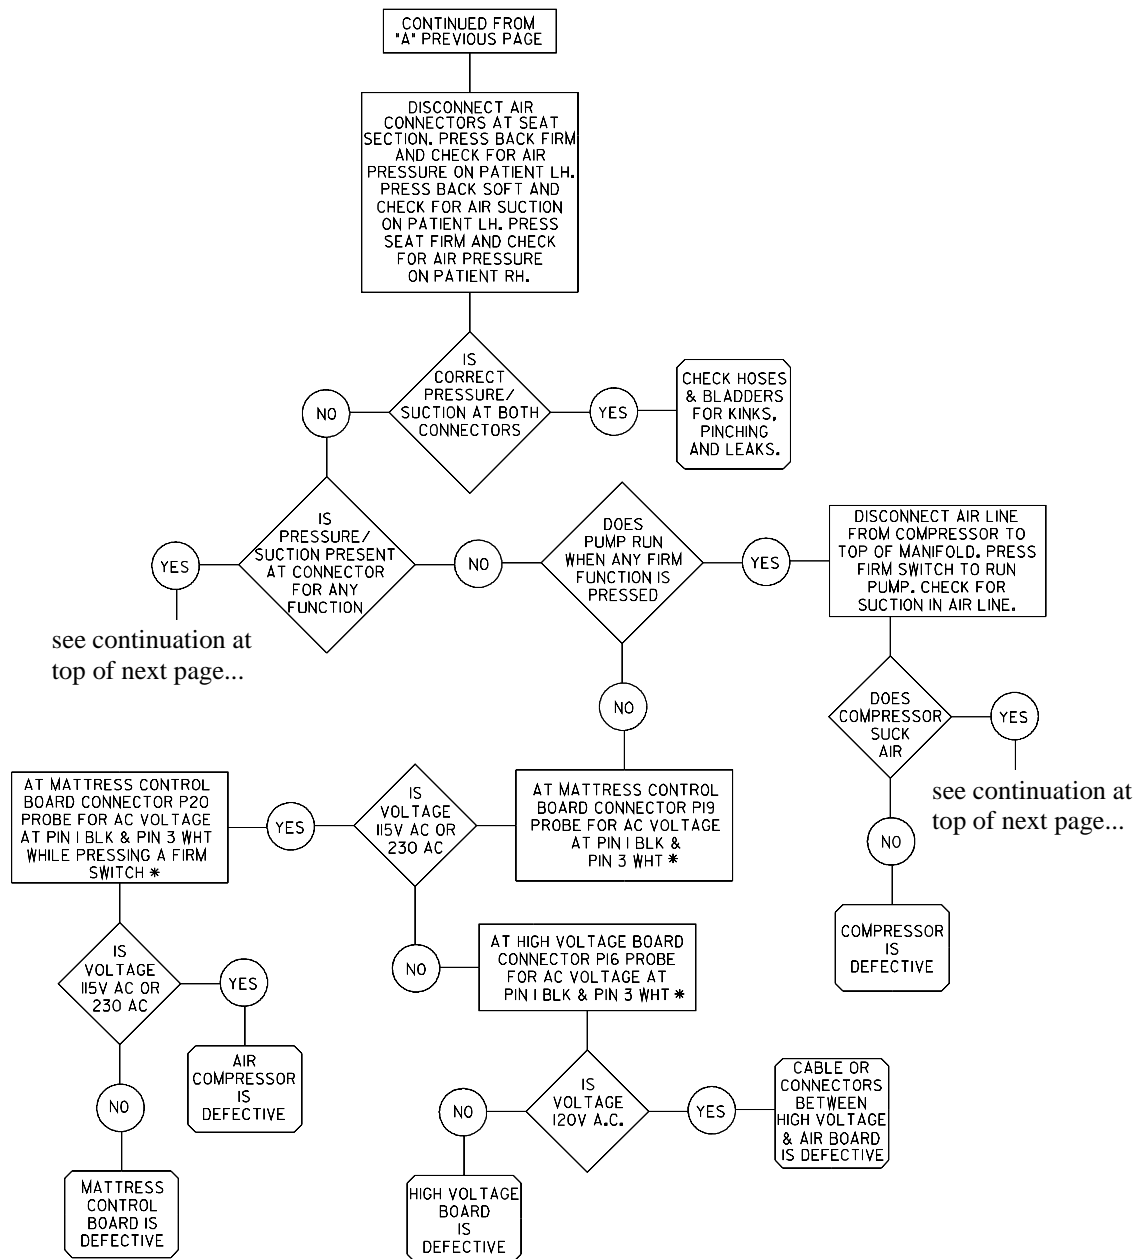 CONTINUED FROM
"A" PREVIOUS PAGE
DISCONNECT AIR
CONNECTORS AT SEAT
SECTION. PRESS BACK FIRM
AND CHECK FOR AIR
PRESSURE ON PATIENT LH.
PRESS BACK SOFT AND
CHECK FOR AIR SUCTION
ON PATIENT LH. PRESS
SEAT FIRM AND CHECK
FOR AIR PRESSURE
ON PATIENT RH.
IS
CORRECT
PRESSURE/
SUCTION AT BOTH
CONNECTORS
NO
YES
CHECK HOSES
& BLADDERS
FOR KINKS,
PINCHING
AND LEAKS.
IS
PRESSURE/
SUCTION PRESENT
AT CONNECTOR
FOR ANY
FUNCTION
YES
see continuation at
top of next page...
NO
DOES
PUMP RUN
WHEN ANY FIRM
FUNCTION IS
PRESSED
YES
DISCONNECT AIR LINE
FROM COMPRESSOR TO
TOP OF MANIFOLD. PRESS
FIRM SWITCH TO RUN
PUMP. CHECK FOR
SUCTION IN AIR LINE.
NO
DOES
COMPRESSOR
SUCK
AIR
YES
see continuation at
top of next page...
NO
COMPRESSOR
IS
DEFECTIVE
AT MATTRESS CONTROL
BOARD CONNECTOR P19
PROBE FOR AC VOLTAGE
AT PIN 1 BLK &
PIN 3 WHT *
IS
VOLTAGE
115V AC OR
230 AC
YES
AT MATTRESS CONTROL
BOARD CONNECTOR P20
PROBE FOR AC VOLTAGE
AT PIN 1 BLK & PIN 3 WHT
WHILE PRESSING A FIRM
SWITCH *
IS
VOLTAGE
115V AC OR
230 AC
YES
AIR
COMPRESSOR
IS
DEFECTIVE
NO
MATTRESS
CONTROL
BOARD IS
DEFECTIVE
NO
AT HIGH VOLTAGE BOARD
CONNECTOR P16 PROBE
FOR AC VOLTAGE AT
PIN 1 BLK & PIN 3 WHT *
IS
VOLTAGE
120V A.C.
NO
HIGH VOLTAGE
BOARD
IS
DEFECTIVE
YES
CABLE OR
CONNECTORS
BETWEEN
HIGH VOLTAGE
& AIR BOARD
IS DEFECTIVE